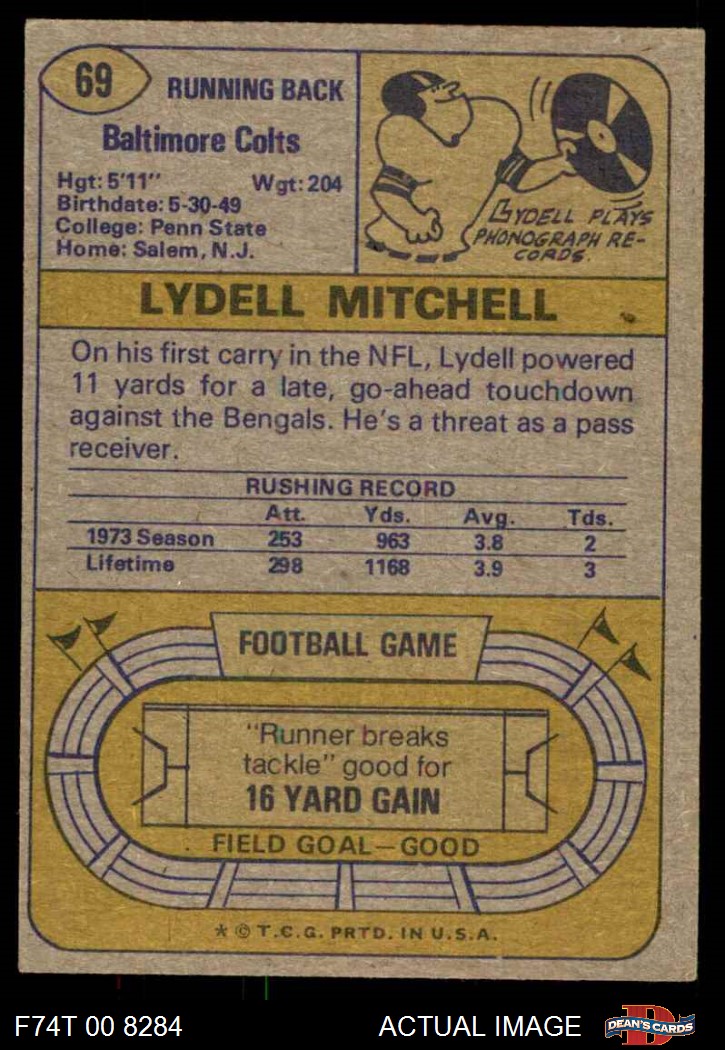 69
RUNNING BACK
Baltimore Colts
Hgt: 5'11" Wgt: 204
Birthdate: 5-30-49
College: Penn State
Home: Salem, N.J.
LYDELL PLAYS
PHONOGRAPH RE-
CORDS.
LYDELL MITCHELL
On his first carry in the NFL, Lydell powered
11 yards for a late, go-ahead touchdown
against the Bengals. He's a threat as a pass
receiver.
RUSHING RECORD
Att. Yds. Avg. Tds.
1973 Season 253 963 3.8 2
Lifetime 298 1168 3.9 3
FOOTBALL GAME
"Runner breaks
tackle" good for
16 YARD GAIN
FIELD GOAL—GOOD
* © T.C.G. PRTD. IN U.S.A.
F74T 00 8284 ACTUAL IMAGE
D
DEAN'S CARDS